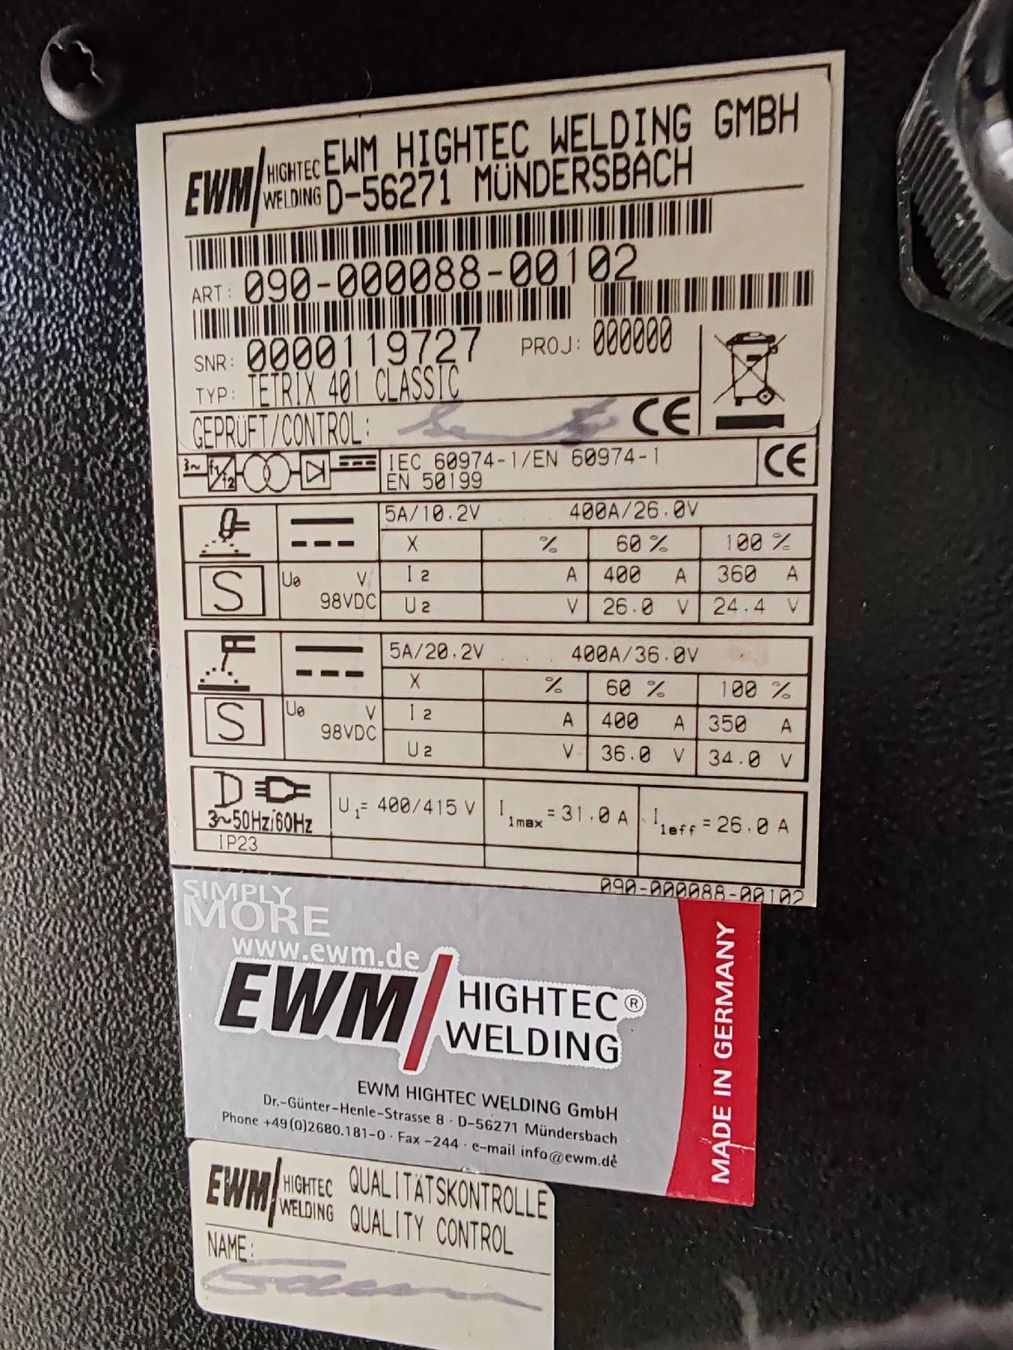 EWM HIGHTEC WELDING
EWM HIGHTEC WELDING GMBH
D-56271 MÜNDERSBACH
ART: 090-000088-00102
SNR: 0000119727 PROJ: 000000
TYP: TETRIX 401 CLASSIC
GEPRÜFT/CONTROL: CE
3~ f1/f2 IEC 60974-1/EN 60974-1 CE
EN 50199
5A/10.2V 400A/26.0V
X % 60% 100%
S U0 V I2 A 400 A 360 A
98VDC U2 V 26.0 V 24.4 V
5A/20.2V . . . 400A/36.0V
X % 60 % 100 %
S U0 V I2 A 400 A 350 A
98VDC U2 V 36.0 V 34.0 V
3~50Hz/60Hz U1= 400/415 V I1max = 31.0 A I1eff = 26.0 A
IP23
090-000088-00102
SIMPLY
MORE
www.ewm.de
EWM HIGHTEC®
WELDING
EWM HIGHTEC WELDING GmbH
Dr.-Günter-Henle-Strasse 8 · D-56271 Mündersbach
Phone +49(0)2680.181-0 · Fax -244 · e-mail info@ewm.de
MADE IN GERMANY
EWM HIGHTEC WELDING
QUALITÄTSKONTROLLE
QUALITY CONTROL
NAME: